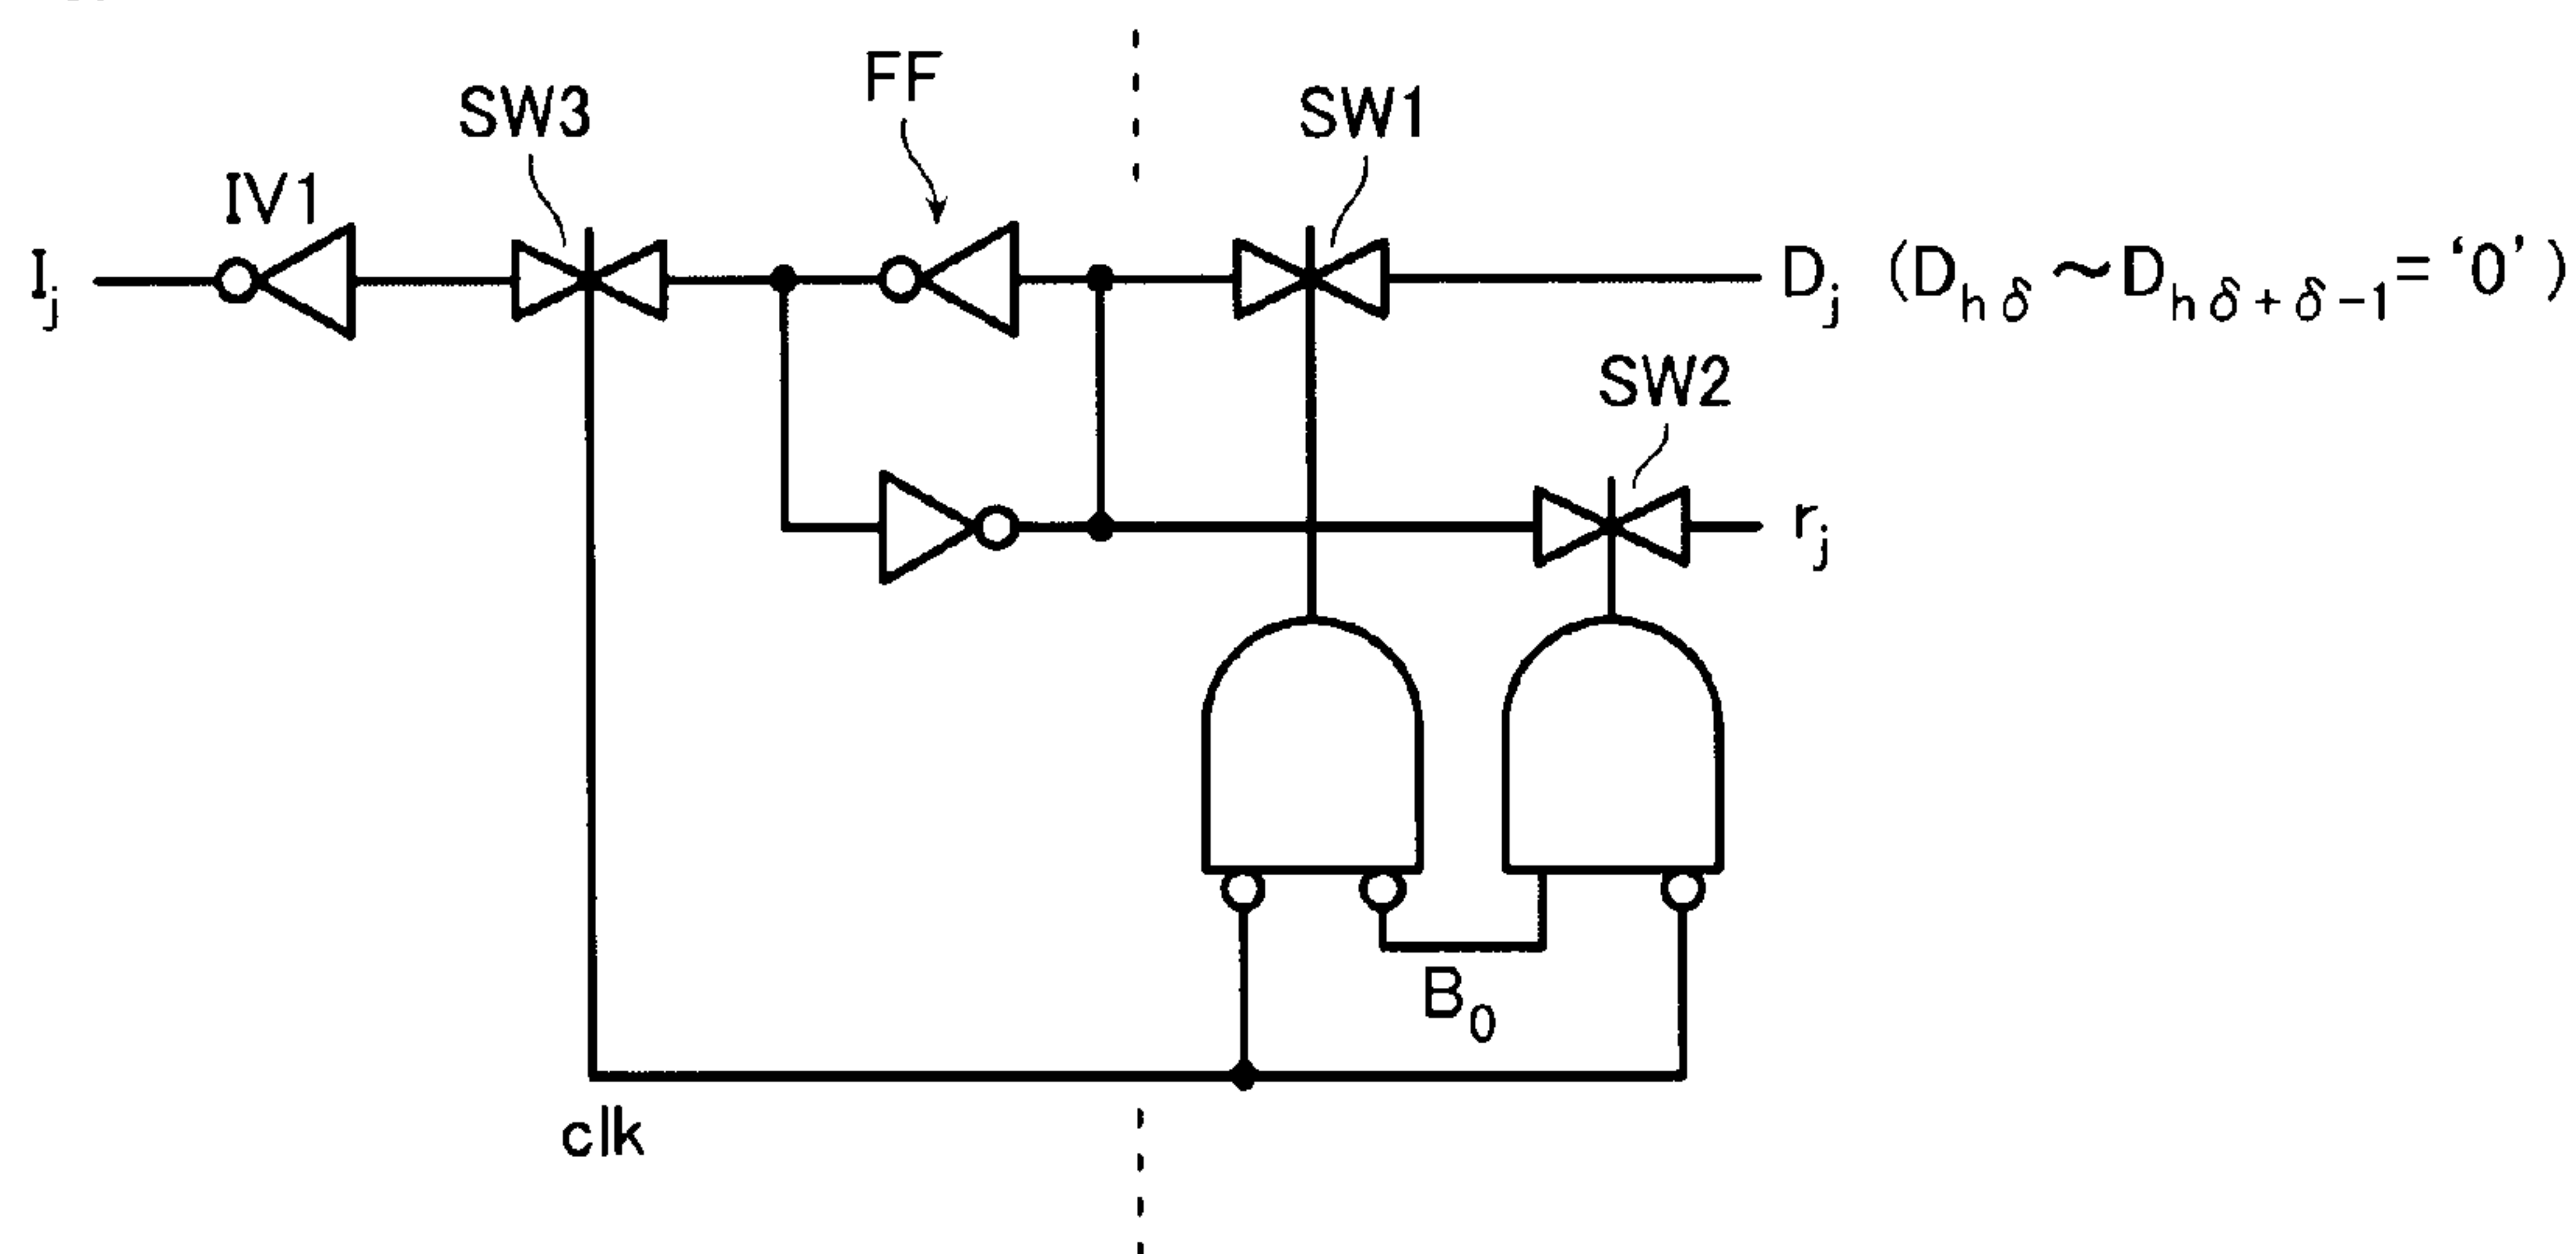 FF
SW3
SW1
IV1
I_j
D_j (D_hδ～D_hδ+δ-1=‘0’)
SW2
r_j
B_0
clk